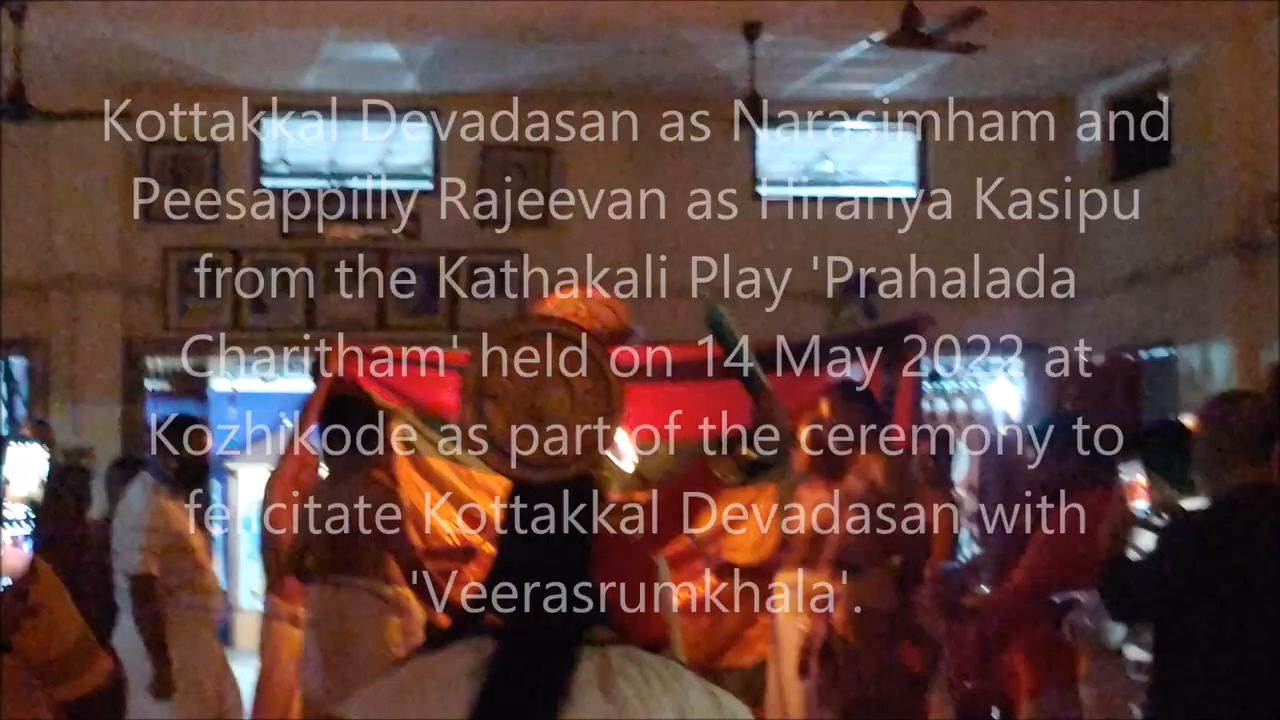 Kottakkal Devadasan as Narasimham and
Peesappilly Rajeevan as Hiranya Kasipu
from the Kathakali Play 'Prahalada
Charitham' held on 14 May 2022 at
Kozhikode as part of the ceremony to
felicitate Kottakkal Devadasan with
'Veerasrumkhala'.